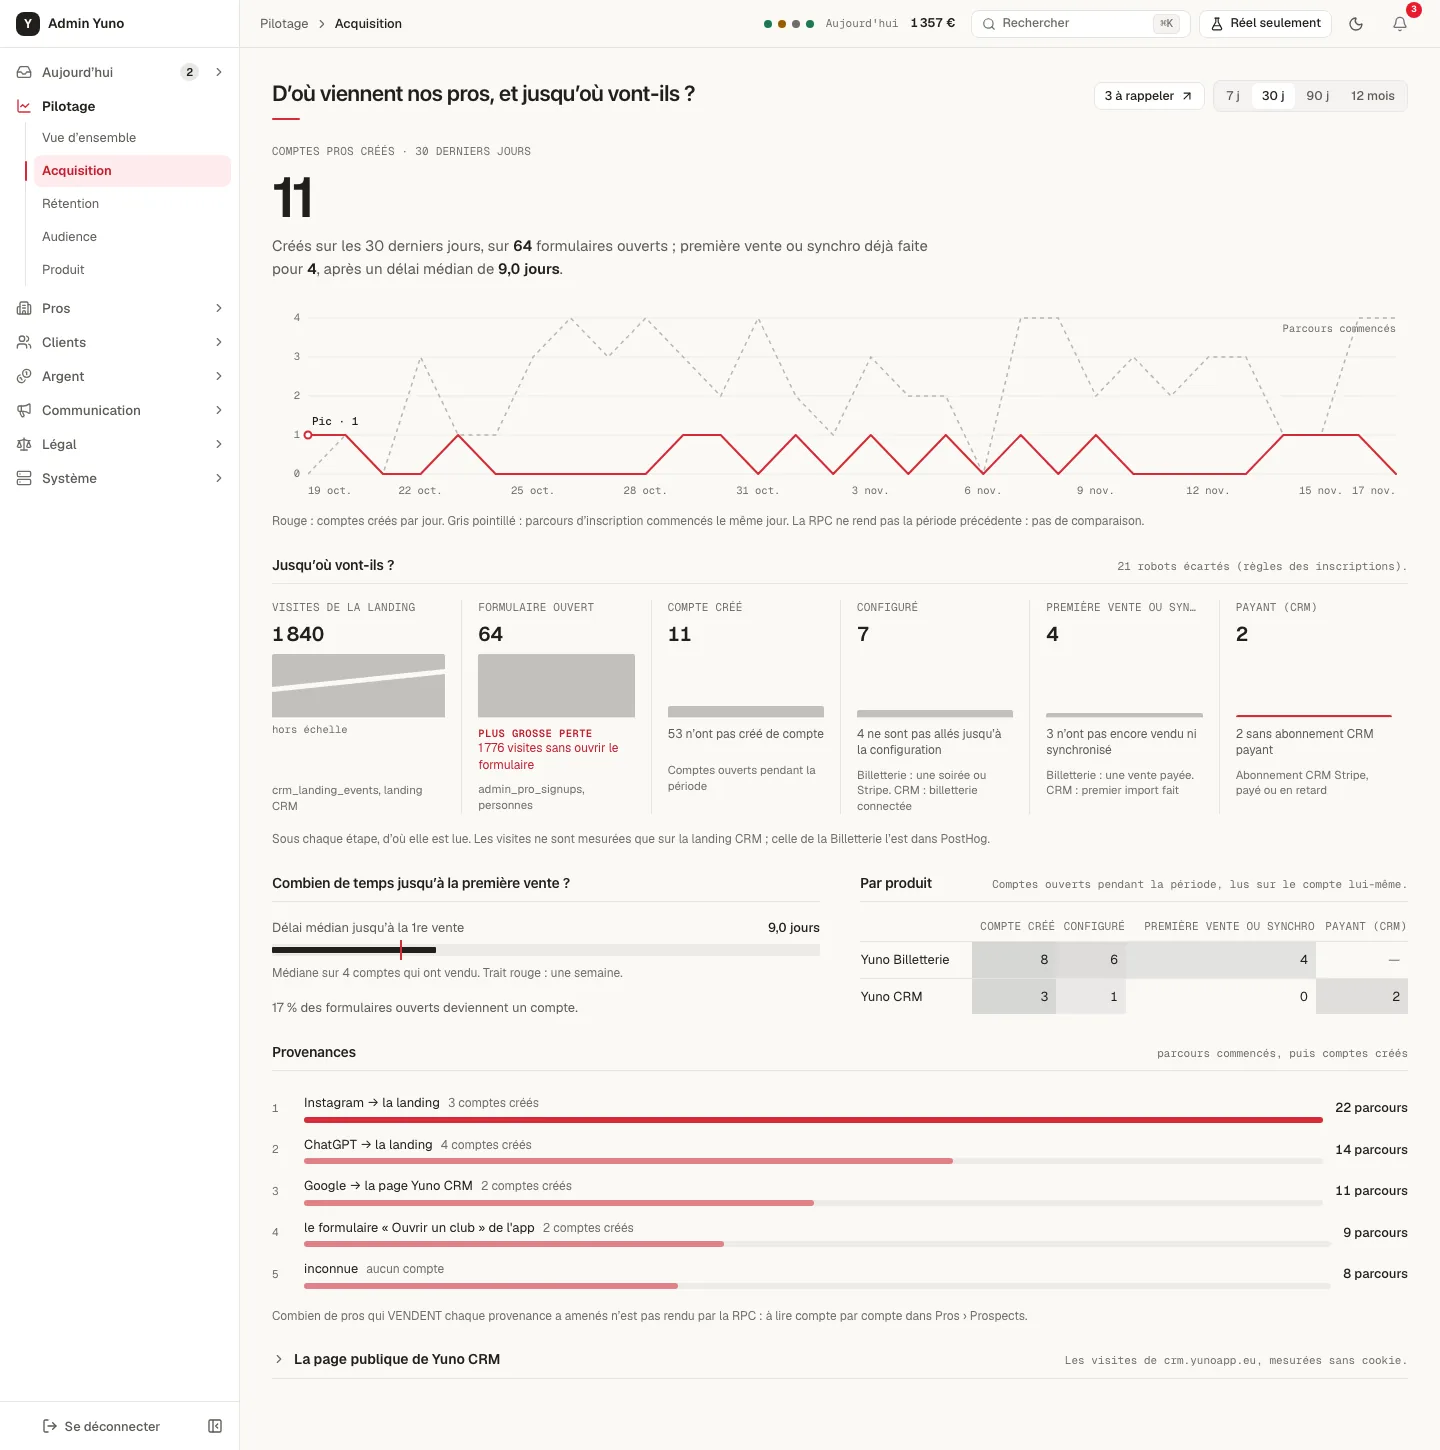 Y Admin Yuno
Pilotage > Acquisition
Aujourd'hui 1 357 €
Rechercher ⌘K
Réel seulement
3
Aujourd’hui 2
Pilotage
Vue d’ensemble
Acquisition
Rétention
Audience
Produit
Pros
Clients
Argent
Communication
Légal
Système
Se déconnecter
D’où viennent nos pros, et jusqu’où vont-ils ?
3 à rappeler
7 j 30 j 90 j 12 mois
COMPTES PROS CRÉÉS · 30 DERNIERS JOURS
11
Créés sur les 30 derniers jours, sur 64 formulaires ouverts ; première vente ou synchro déjà faite
pour 4, après un délai médian de 9,0 jours.
4
3
2
1
0
Parcours commencés
Pic · 1
19 oct. 22 oct. 25 oct. 28 oct. 31 oct. 3 nov. 6 nov. 9 nov. 12 nov. 15 nov. 17 nov.
Rouge : comptes créés par jour. Gris pointillé : parcours d’inscription commencés le même jour. La RPC ne rend pas la période précédente : pas de comparaison.
Jusqu’où vont-ils ?
21 robots écartés (règles des inscriptions).
VISITES DE LA LANDING
1 840
hors échelle
crm_landing_events, landing
CRM
FORMULAIRE OUVERT
64
PLUS GROSSE PERTE
1776 visites sans ouvrir le
formulaire
admin_pro_signups,
personnes
COMPTE CRÉÉ
11
53 n’ont pas créé de compte
Comptes ouverts pendant la
période
CONFIGURÉ
7
4 ne sont pas allés jusqu’à
la configuration
Billetterie : une soirée ou
Stripe. CRM : billetterie
connectée
PREMIÈRE VENTE OU SYN…
4
3 n’ont pas encore vendu ni
synchronisé
Billetterie : une vente payée.
CRM : premier import fait
PAYANT (CRM)
2
2 sans abonnement CRM
payant
Abonnement CRM Stripe,
payé ou en retard
Sous chaque étape, d’où elle est lue. Les visites ne sont mesurées que sur la landing CRM ; celle de la Billetterie l’est dans PostHog.
Combien de temps jusqu’à la première vente ?
Délai médian jusqu’à la 1re vente 9,0 jours
Médiane sur 4 comptes qui ont vendu. Trait rouge : une semaine.
17 % des formulaires ouverts deviennent un compte.
Par produit
Comptes ouverts pendant la période, lus sur le compte lui-même.
COMPTE CRÉÉ CONFIGURÉ PREMIÈRE VENTE OU SYNCHRO PAYANT (CRM)
Yuno Billetterie 8 6 4 —
Yuno CRM 3 1 0 2
Provenances
parcours commencés, puis comptes créés
1 Instagram → la landing 3 comptes créés 22 parcours
2 ChatGPT → la landing 4 comptes créés 14 parcours
3 Google → la page Yuno CRM 2 comptes créés 11 parcours
4 le formulaire « Ouvrir un club » de l'app 2 comptes créés 9 parcours
5 inconnue aucun compte 8 parcours
Combien de pros qui VENDENT chaque provenance a amenés n’est pas rendu par la RPC : à lire compte par compte dans Pros › Prospects.
La page publique de Yuno CRM
Les visites de crm.yunoapp.eu, mesurées sans cookie.